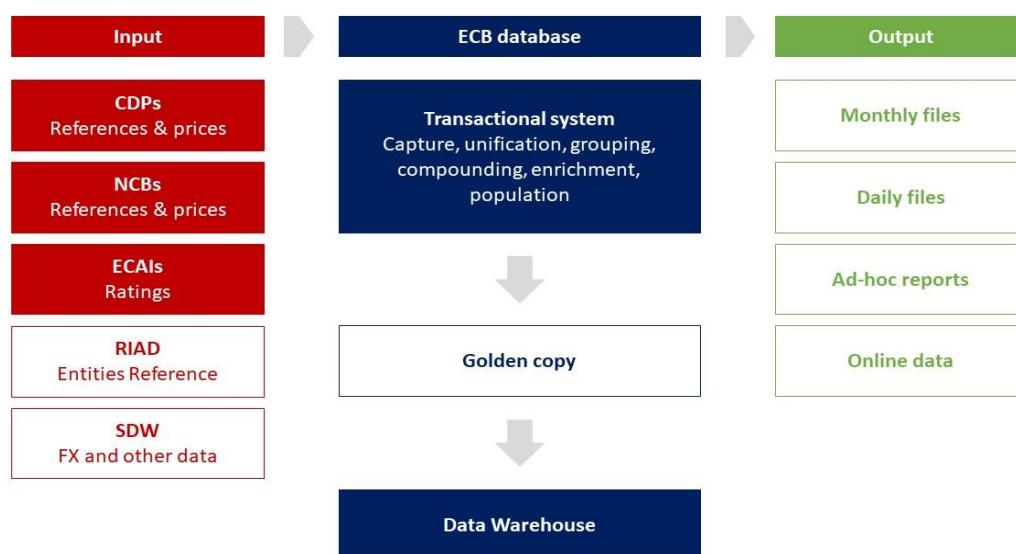 Input
CDPs
References & prices
NCBs
References & prices
ECAIs
Ratings
RIAD
Entities Reference
SDW
FX and other data
ECB database
Transactional system
Capture, unification, grouping,
compounding, enrichment,
population
Golden copy
Data Warehouse
Output
Monthly files
Daily files
Ad-hoc reports
Online data